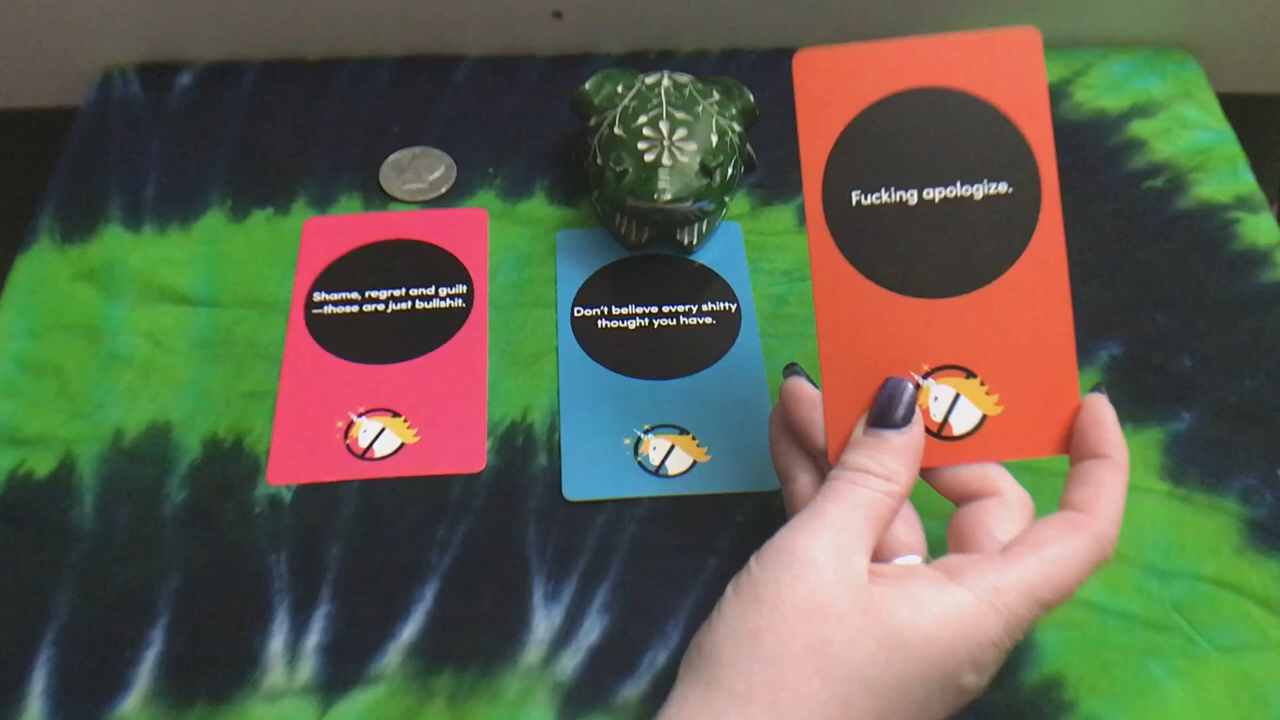 Shame, regret and guilt
—those are just bullshit.
Don't believe every shitty
thought you have.
Fucking apologize.